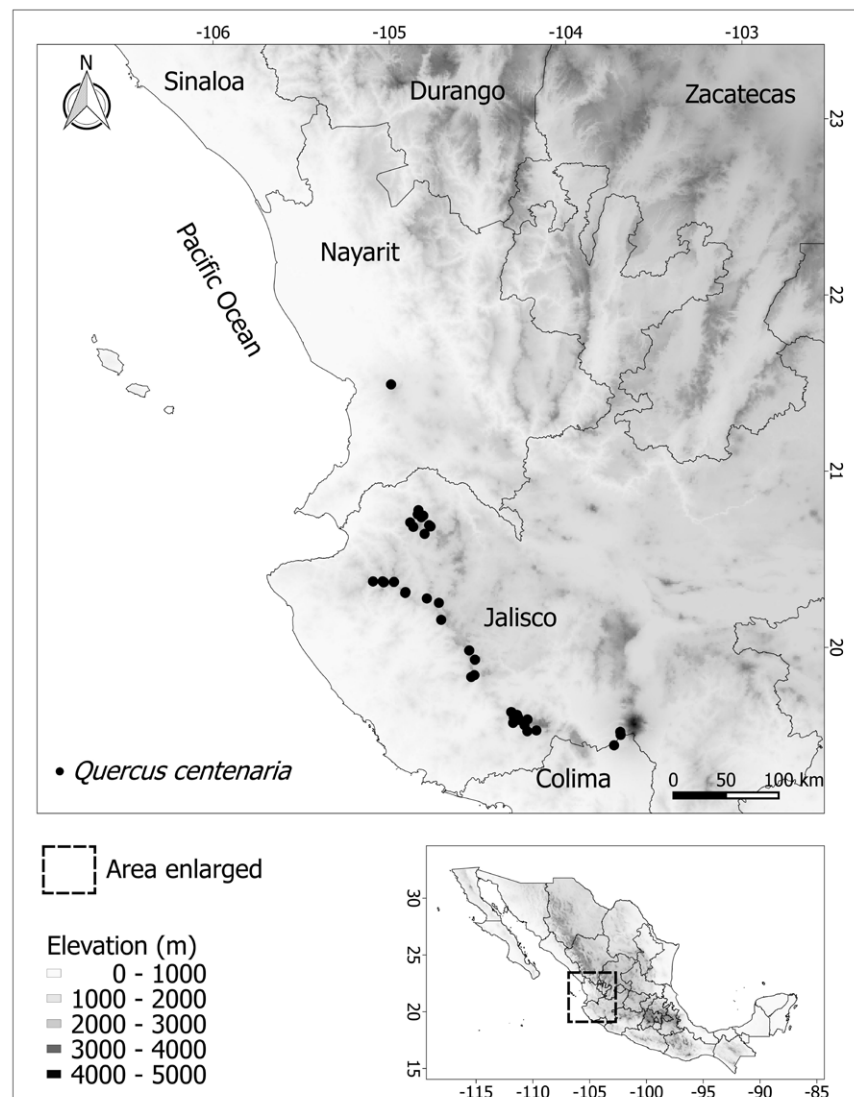 -106 -105 -104 -103
N
Sinaloa
Durango
Zacatecas
23
Nayarit
Pacific Ocean
22
21
Jalisco
20
Quercus centenaria
Colima
0 50 100 km
Area enlarged
Elevation (m)
0 - 1000
1000 - 2000
2000 - 3000
3000 - 4000
4000 - 5000
30
25
20
15
-115 -110 -105 -100 -95 -90 -85